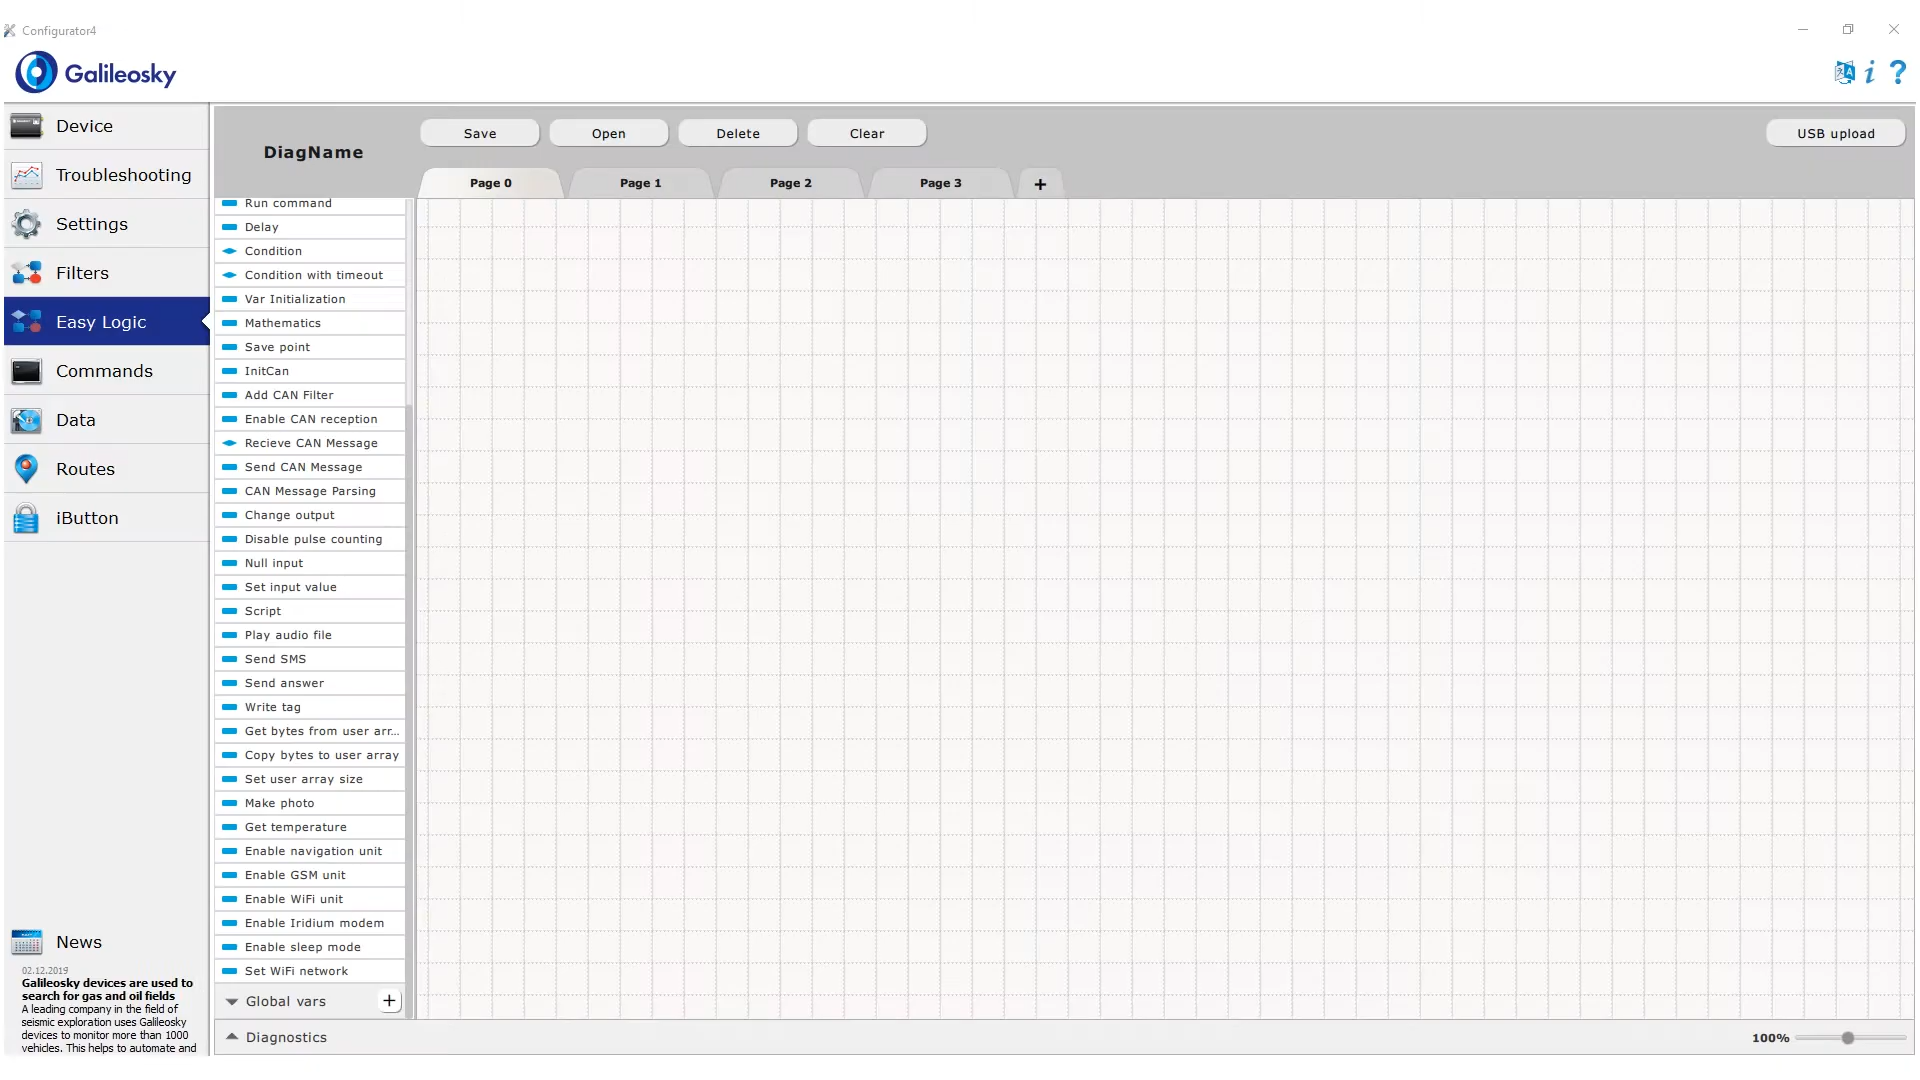 Configurator4
Galileosky
Device
Troubleshooting
Settings
Filters
Easy Logic
Commands
Data
Routes
iButton
News
02.12.2019
Galileosky devices are used to
search for gas and oil fields
A leading company in the field of
seismic exploration uses Galileosky
devices to monitor more than 1000
vehicles. This helps to automate and
DiagName
Save
Open
Delete
Clear
USB upload
Page 0
Page 1
Page 2
Page 3
+
Run command
Delay
Condition
Condition with timeout
Var Initialization
Mathematics
Save point
InitCan
Add CAN Filter
Enable CAN reception
Recieve CAN Message
Send CAN Message
CAN Message Parsing
Change output
Disable pulse counting
Null input
Set input value
Script
Play audio file
Send SMS
Send answer
Write tag
Get bytes from user arr...
Copy bytes to user array
Set user array size
Make photo
Get temperature
Enable navigation unit
Enable GSM unit
Enable WiFi unit
Enable Iridium modem
Enable sleep mode
Set WiFi network
Global vars
+
Diagnostics
100%